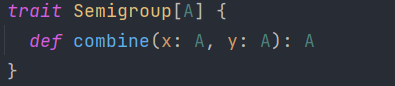 trait Semigroup[A] {
  def combine(x: A, y: A): A
}